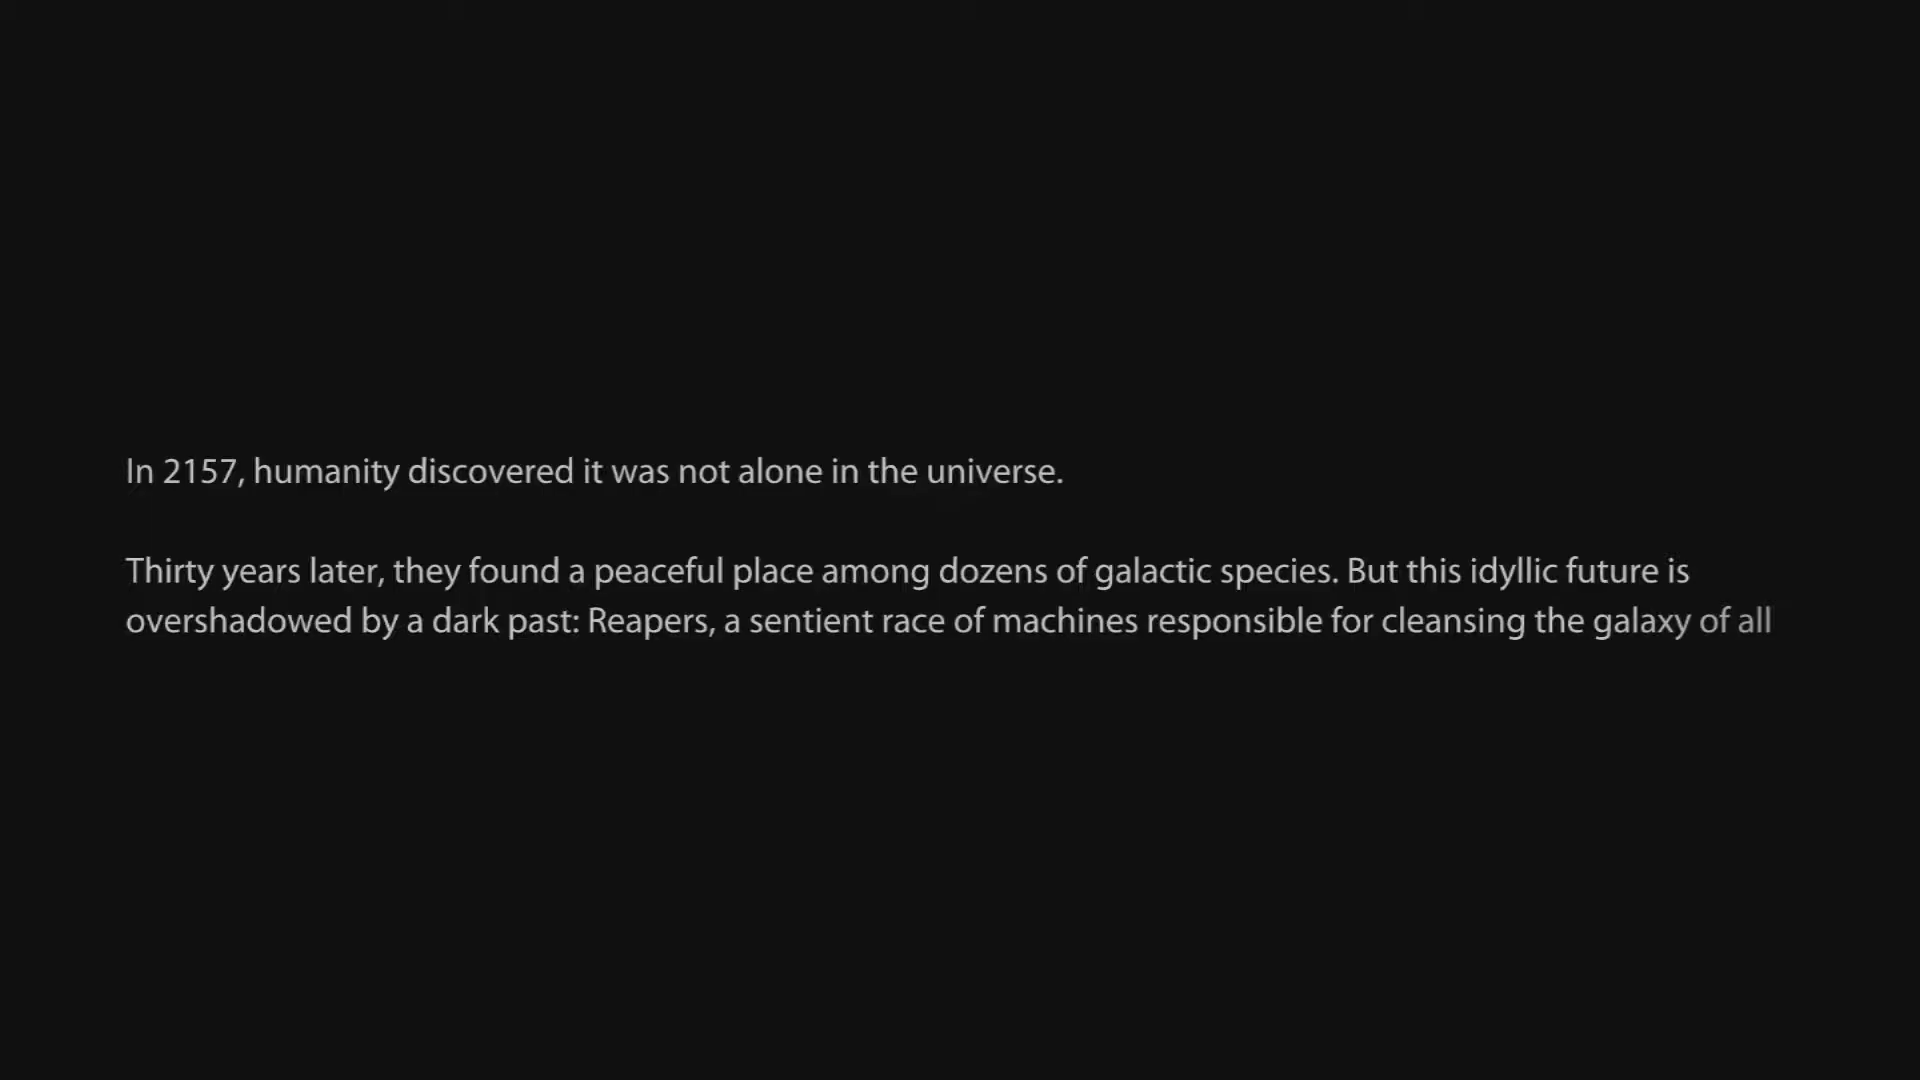 In 2157, humanity discovered it was not alone in the universe.
Thirty years later, they found a peaceful place among dozens of galactic species. But this idyllic future is
overshadowed by a dark past: Reapers, a sentient race of machines responsible for cleansing the galaxy of all